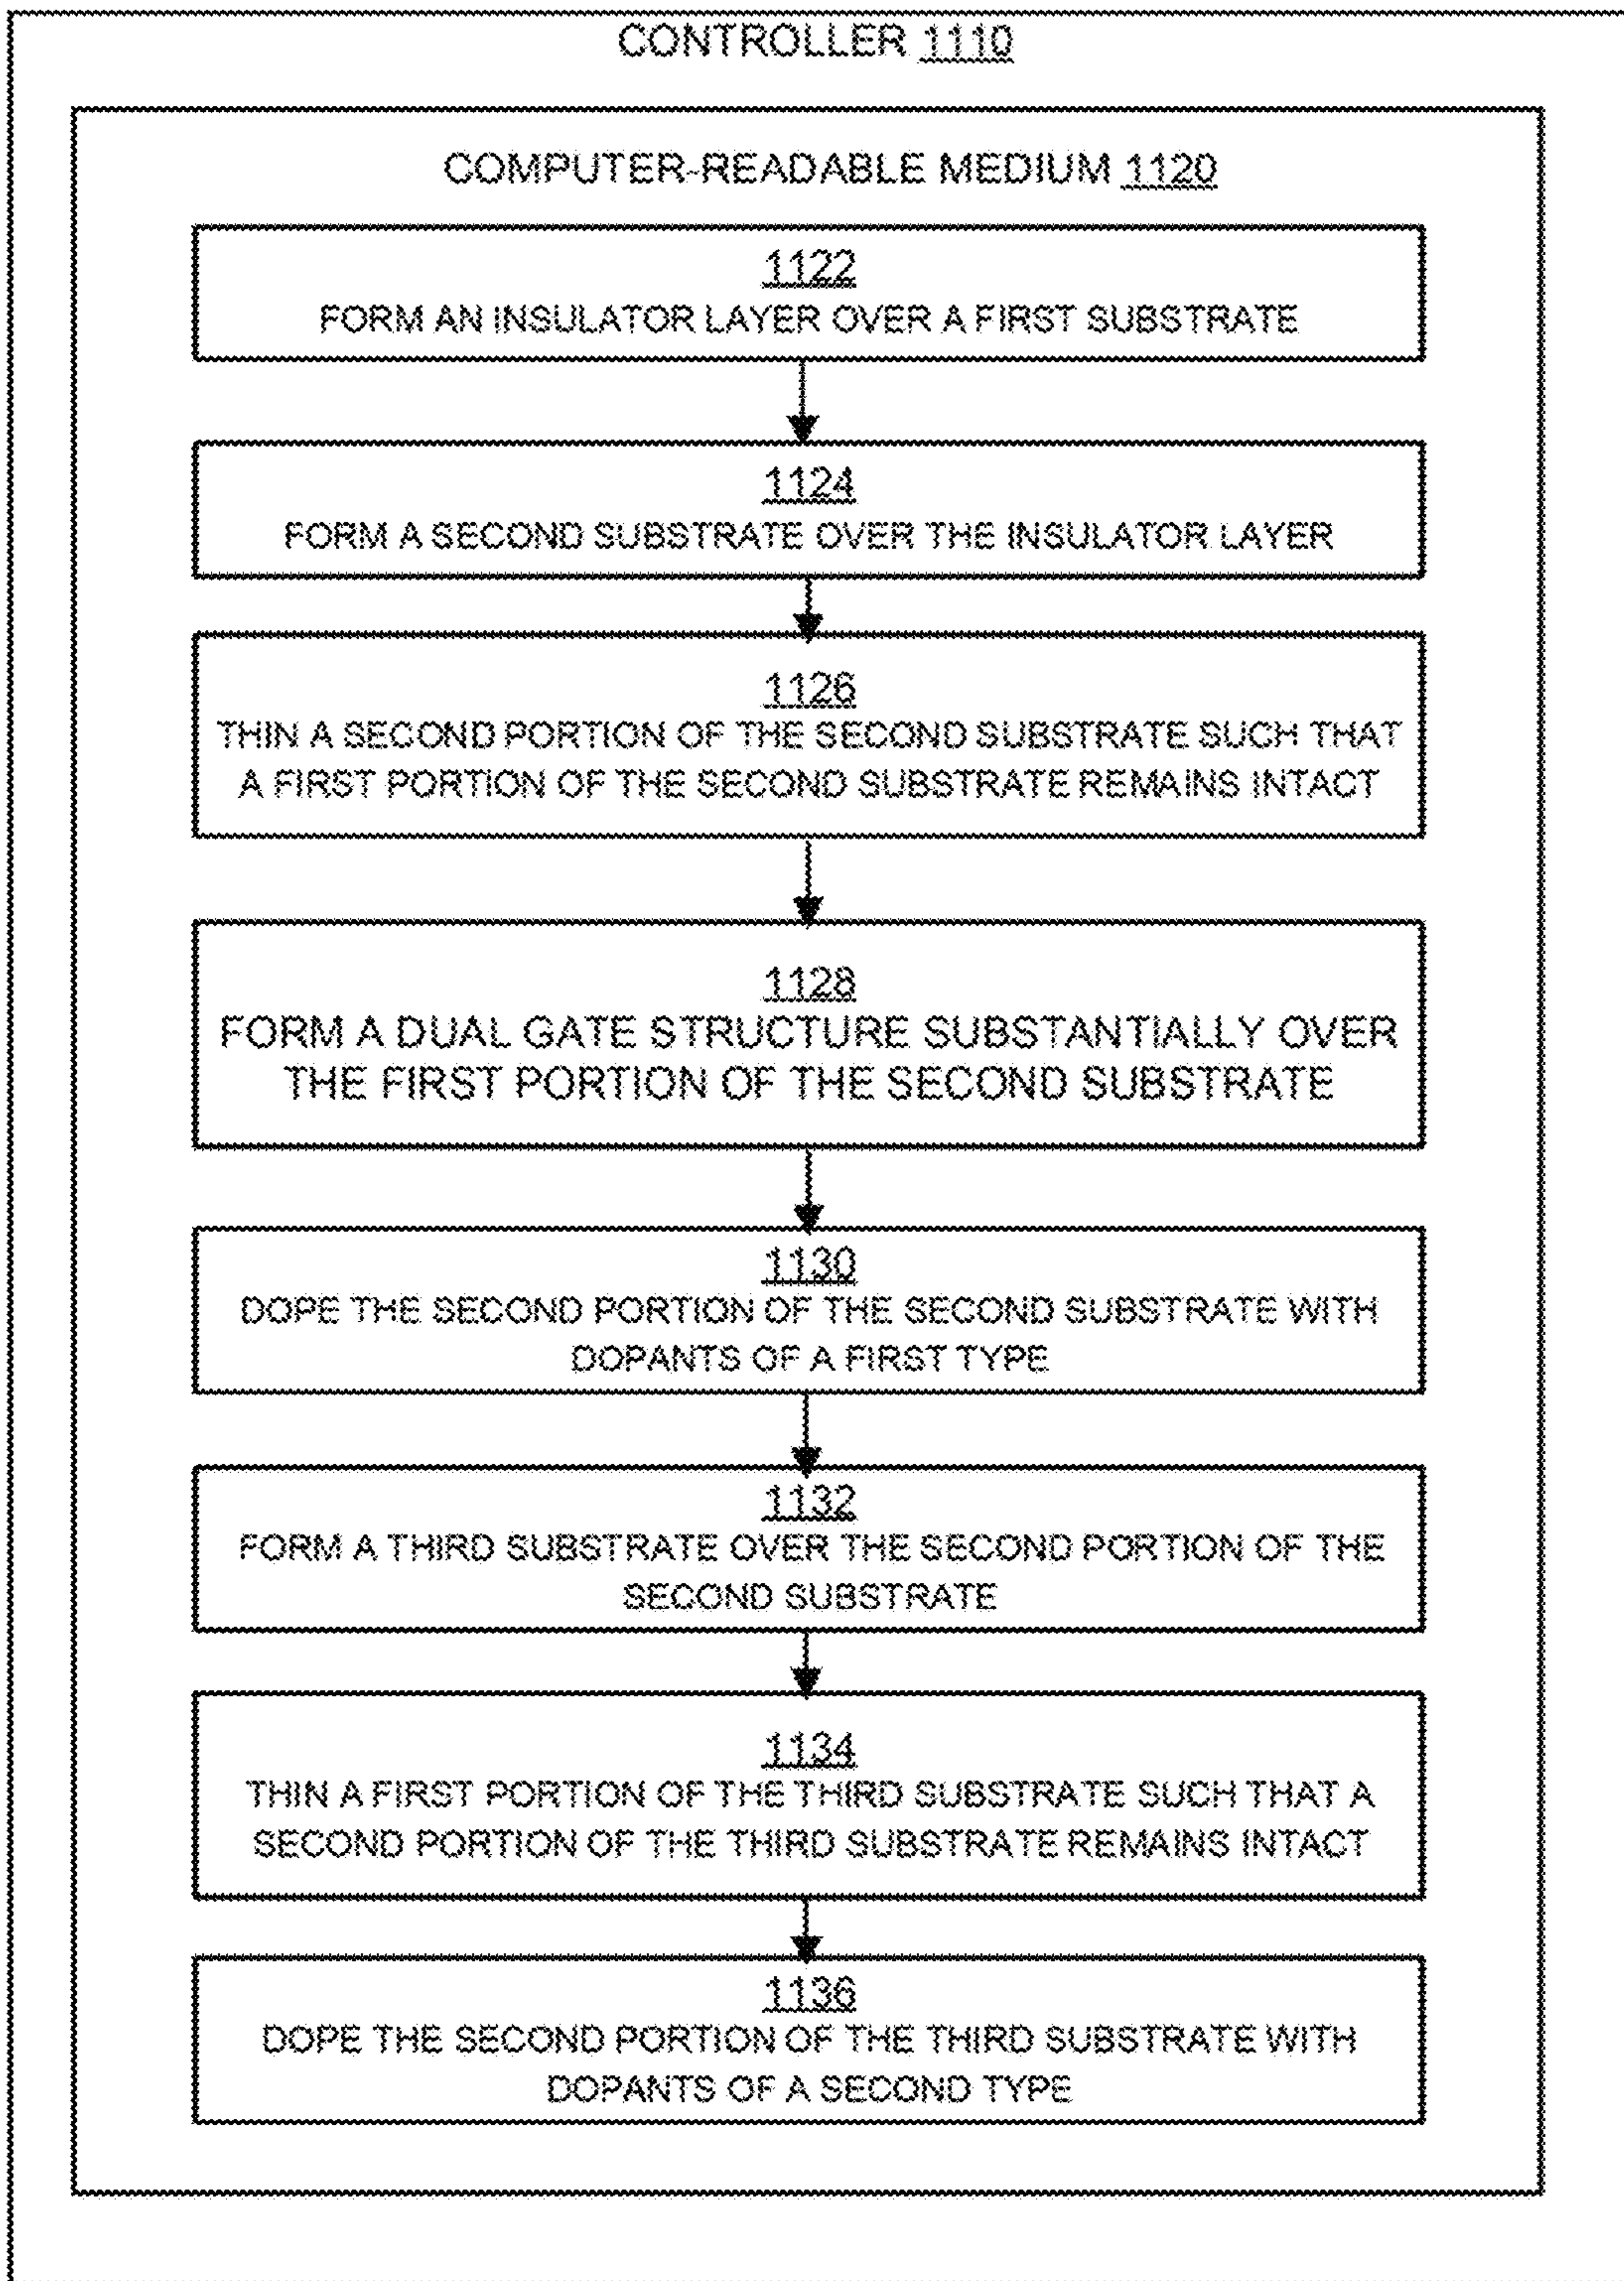 CONTROLLER 1110
COMPUTER-READABLE MEDIUM 1120
1122
FORM AN INSULATOR LAYER OVER A FIRST SUBSTRATE
1124
FORM A SECOND SUBSTRATE OVER THE INSULATOR LAYER
1126
THIN A SECOND PORTION OF THE SECOND SUBSTRATE SUCH THAT
A FIRST PORTION OF THE SECOND SUBSTRATE REMAINS INTACT
1128
FORM A DUAL GATE STRUCTURE SUBSTANTIALLY OVER
THE FIRST PORTION OF THE SECOND SUBSTRATE
1130
DOPE THE SECOND PORTION OF THE SECOND SUBSTRATE WITH
DOPANTS OF A FIRST TYPE
1132
FORM A THIRD SUBSTRATE OVER THE SECOND PORTION OF THE
SECOND SUBSTRATE
1134
THIN A FIRST PORTION OF THE THIRD SUBSTRATE SUCH THAT A
SECOND PORTION OF THE THIRD SUBSTRATE REMAINS INTACT
1136
DOPE THE SECOND PORTION OF THE THIRD SUBSTRATE WITH
DOPANTS OF A SECOND TYPE